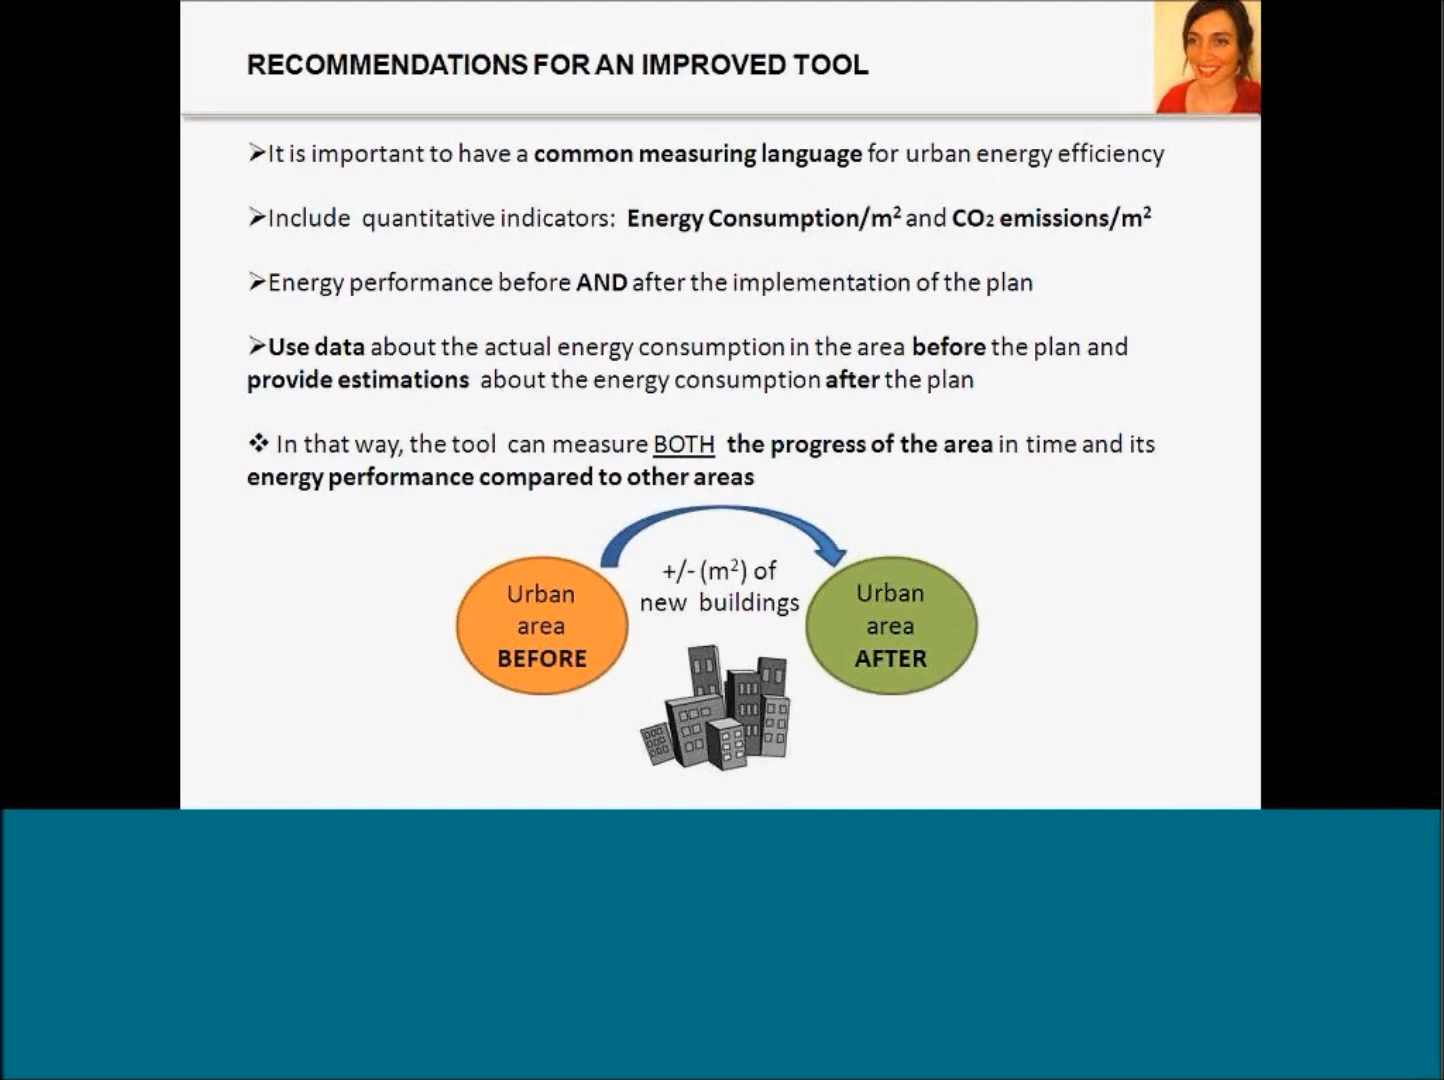 RECOMMENDATIONS FOR AN IMPROVED TOOL
➢It is important to have a common measuring language for urban energy efficiency
➢Include quantitative indicators: Energy Consumption/m² and CO₂ emissions/m²
➢Energy performance before AND after the implementation of the plan
➢Use data about the actual energy consumption in the area before the plan and
provide estimations about the energy consumption after the plan
❖ In that way, the tool can measure BOTH the progress of the area in time and its
energy performance compared to other areas
Urban
area
BEFORE
+/- (m²) of
new buildings
Urban
area
AFTER